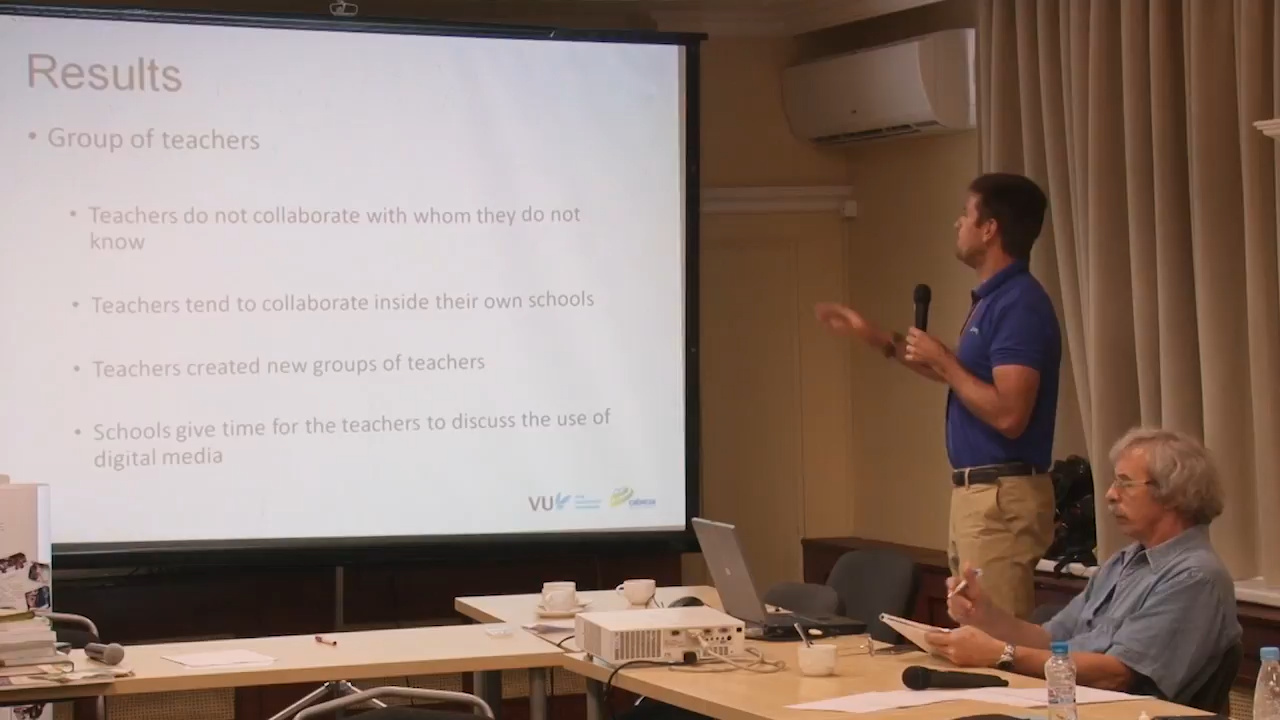 Results
• Group of teachers
• Teachers do not collaborate with whom they do not
know
• Teachers tend to collaborate inside their own schools
• Teachers created new groups of teachers
• Schools give time for the teachers to discuss the use of
digital media
VU